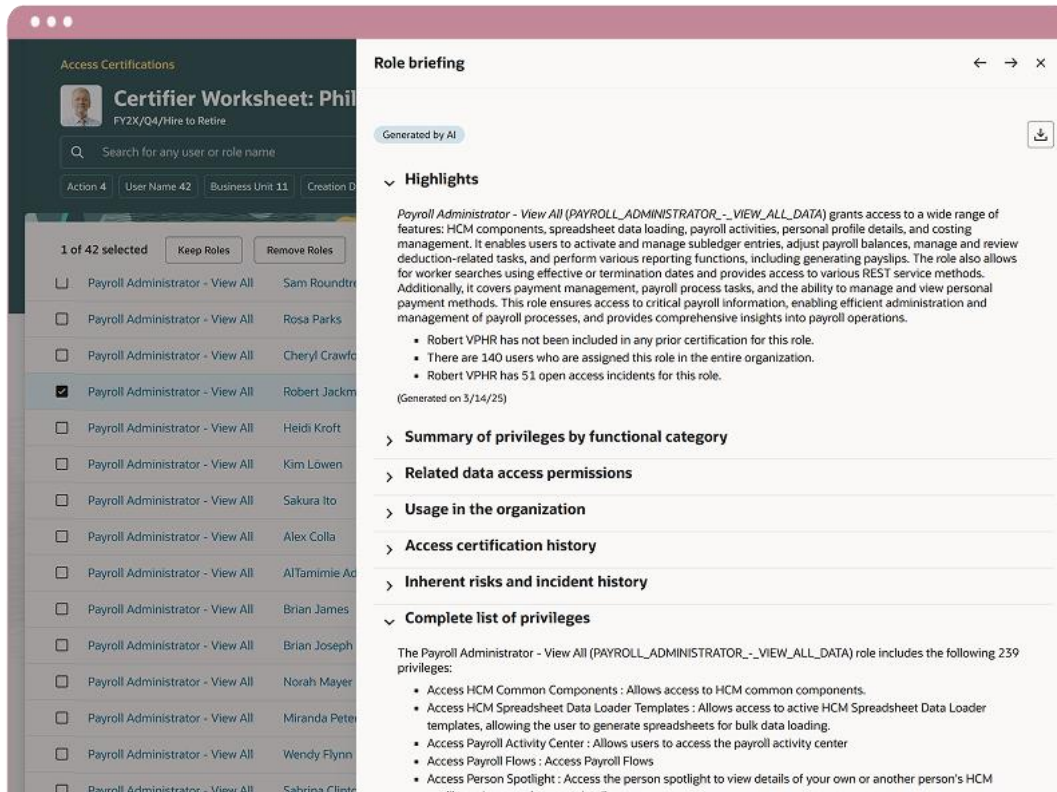 Access Certifications
Certifier Worksheet: Phil
FY2X/Q4/Hire to Retire
Search for any user or role name
Action 4
User Name 42
Business Unit 11
Creation D
1 of 42 selected
Keep Roles
Remove Roles
Payroll Administrator - View All Sam Roundtre
Payroll Administrator - View All Rosa Parks
Payroll Administrator - View All Cheryl Crawfo
Payroll Administrator - View All Robert Jackm
Payroll Administrator - View All Heidi Kroft
Payroll Administrator - View All Kim Löwen
Payroll Administrator - View All Sakura Ito
Payroll Administrator - View All Alex Colla
Payroll Administrator - View All AlTamimie Ad
Payroll Administrator - View All Brian James
Payroll Administrator - View All Brian Joseph
Payroll Administrator - View All Norah Mayer
Payroll Administrator - View All Miranda Pete
Payroll Administrator - View All Wendy Flynn
Payroll Administrator - View All Sabrina Clinto
Role briefing
Generated by AI
Highlights
Payroll Administrator - View All (PAYROLL_ADMINISTRATOR_-_VIEW_ALL_DATA) grants access to a wide range of
features: HCM components, spreadsheet data loading, payroll activities, personal profile details, and costing
management. It enables users to activate and manage subledger entries, adjust payroll balances, manage and review
deduction-related tasks, and perform various reporting functions, including generating payslips. The role also allows
for worker searches using effective or termination dates and provides access to various REST service methods.
Additionally, it covers payment management, payroll process tasks, and the ability to manage and view personal
payment methods. This role ensures access to critical payroll information, enabling efficient administration and
management of payroll processes, and provides comprehensive insights into payroll operations.
• Robert VPHR has not been included in any prior certification for this role.
• There are 140 users who are assigned this role in the entire organization.
• Robert VPHR has 51 open access incidents for this role.
(Generated on 3/14/25)
Summary of privileges by functional category
Related data access permissions
Usage in the organization
Access certification history
Inherent risks and incident history
Complete list of privileges
The Payroll Administrator - View All (PAYROLL_ADMINISTRATOR_-_VIEW_ALL_DATA) role includes the following 239
privileges:
• Access HCM Common Components : Allows access to HCM common components.
• Access HCM Spreadsheet Data Loader Templates : Allows access to active HCM Spreadsheet Data Loader
templates, allowing the user to generate spreadsheets for bulk data loading.
• Access Payroll Activity Center : Allows users to access the payroll activity center
• Access Payroll Flows : Access Payroll Flows
• Access Person Spotlight : Access the person spotlight to view details of your own or another person's HCM